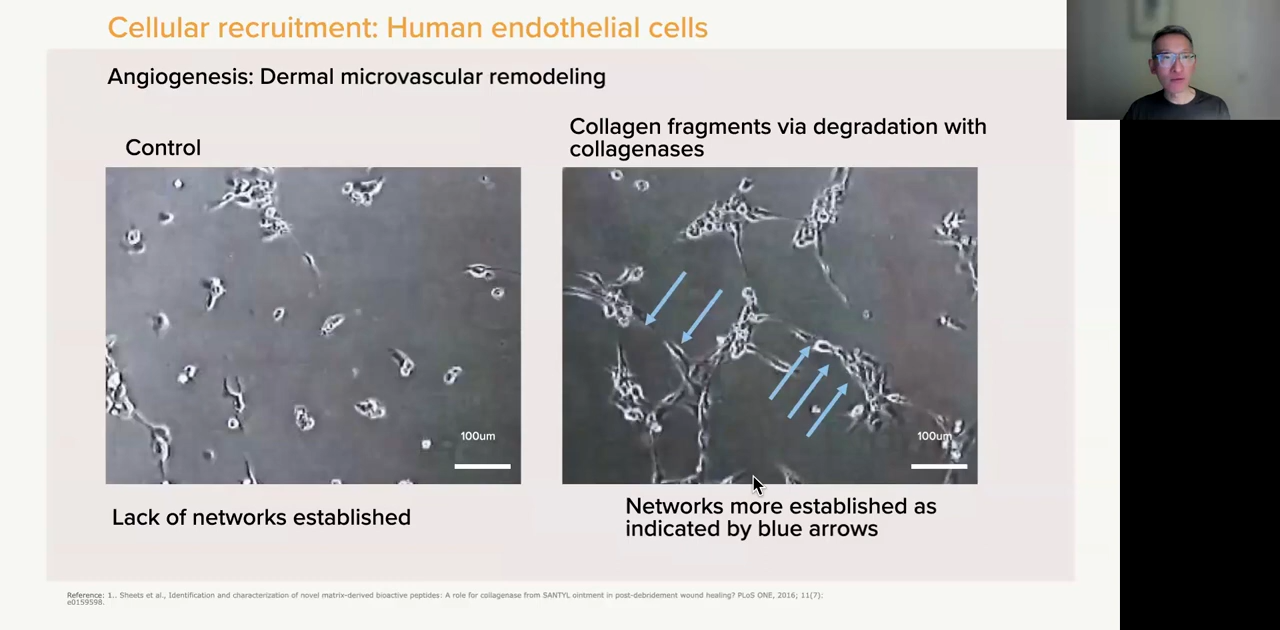 Cellular recruitment: Human endothelial cells
Angiogenesis: Dermal microvascular remodeling
Control
Collagen fragments via degradation with
collagenases
100um
100um
Lack of networks established
Networks more established as
indicated by blue arrows
Reference: 1.. Sheets et al., Identification and characterization of novel matrix-derived bioactive peptides: A role for collagenase from SANTYL ointment in post-debridement wound healing? PLoS ONE, 2016; 11(7):
e0159598.